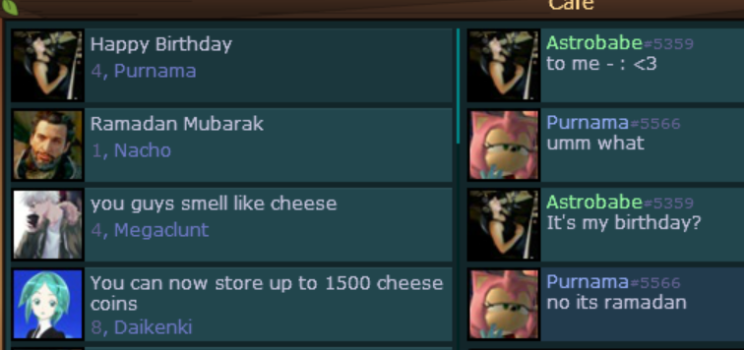 Cafe
Happy Birthday
4, Purnama
Ramadan Mubarak
1, Nacho
you guys smell like cheese
4, Megaclunt
You can now store up to 1500 cheese
coins
8, Daikenki
Astrobabe#5359
to me - : <3
Purnama#5566
umm what
Astrobabe#5359
It's my birthday?
Purnama#5566
no its ramadan